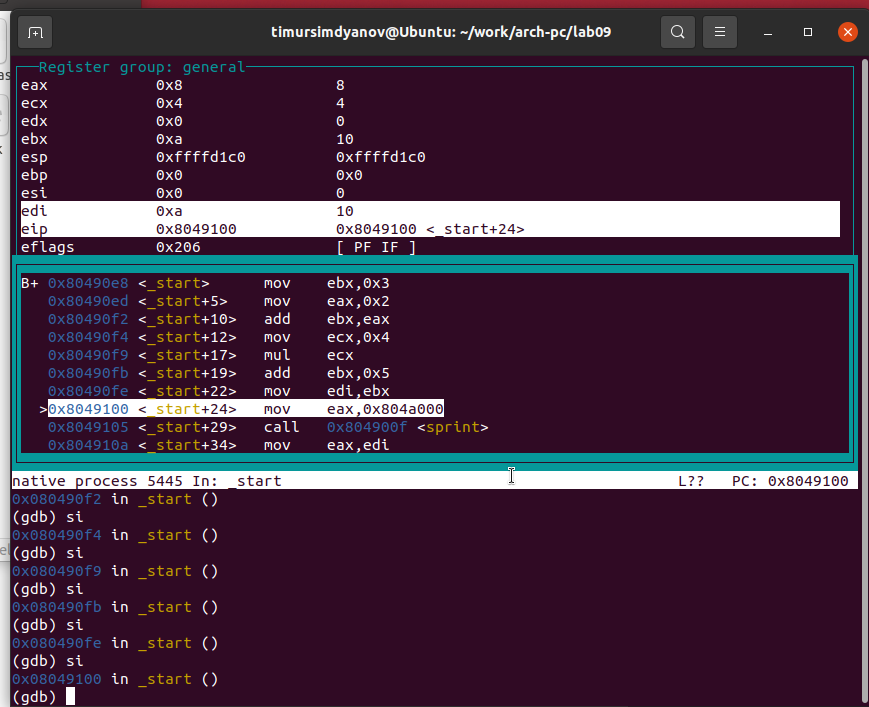 timursimdyanov@Ubuntu: ~/work/arch-pc/lab09
Register group: general
eax 0x8 8
ecx 0x4 4
edx 0x0 0
ebx 0xa 10
esp 0xffffd1c0 0xffffd1c0
ebp 0x0 0x0
esi 0x0 0
edi 0xa 10
eip 0x8049100 0x8049100 <_start+24>
eflags 0x206 [ PF IF ]
B+ 0x80490e8 <_start> mov ebx,0x3
0x80490ed <_start+5> mov eax,0x2
0x80490f2 <_start+10> add ebx,eax
0x80490f4 <_start+12> mov ecx,0x4
0x80490f9 <_start+17> mul ecx
0x80490fb <_start+19> add ebx,0x5
0x80490fe <_start+22> mov edi,ebx
>0x8049100 <_start+24> mov eax,0x804a000
0x8049105 <_start+29> call 0x804900f <sprint>
0x804910a <_start+34> mov eax,edi
native process 5445 In: _start L?? PC: 0x8049100
0x080490f2 in _start ()
(gdb) si
0x080490f4 in _start ()
(gdb) si
0x080490f9 in _start ()
(gdb) si
0x080490fb in _start ()
(gdb) si
0x080490fe in _start ()
(gdb) si
0x08049100 in _start ()
(gdb)